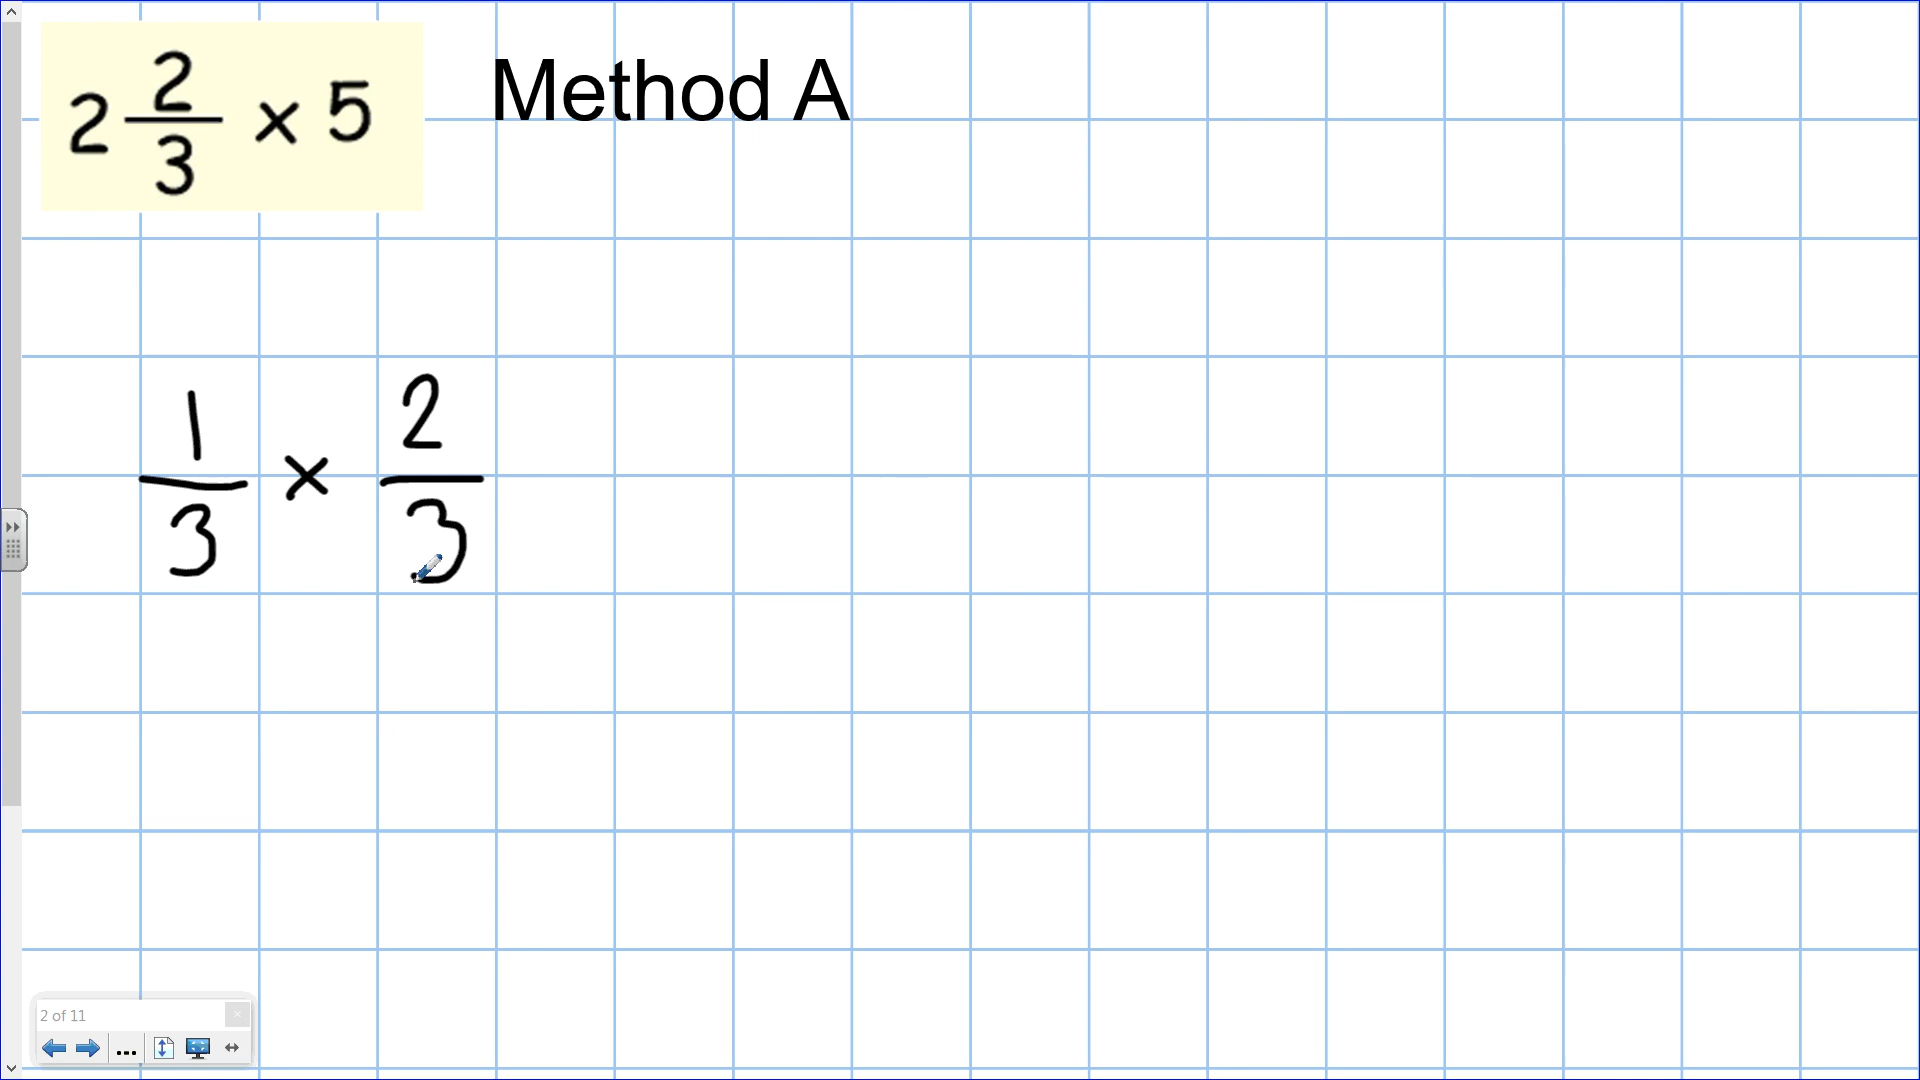 2 2/3 × 5
Method A
1/3 × 2/3
2 of 11
...